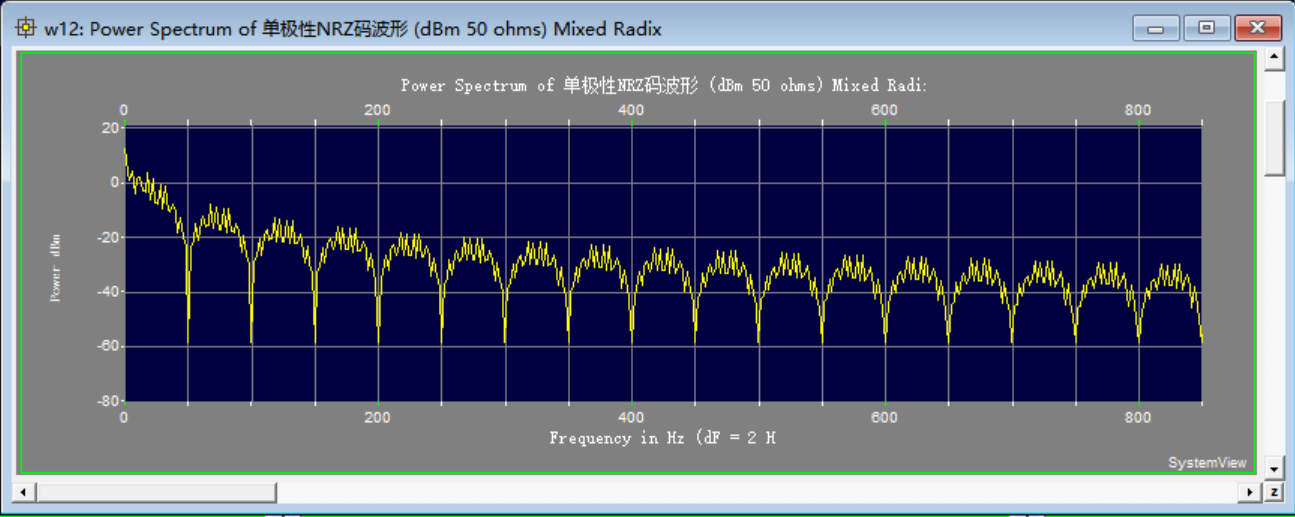 w12: Power Spectrum of 单极性NRZ码波形 (dBm 50 ohms) Mixed Radix
Power Spectrum of 单极性NRZ码波形 (dBm 50 ohms) Mixed Radi:
0 200 400 600 800
20
0
-20
-40
-60
-80
Power dBm
0 200 400 600 800
Frequency in Hz (dF = 2 H
SystemView
z